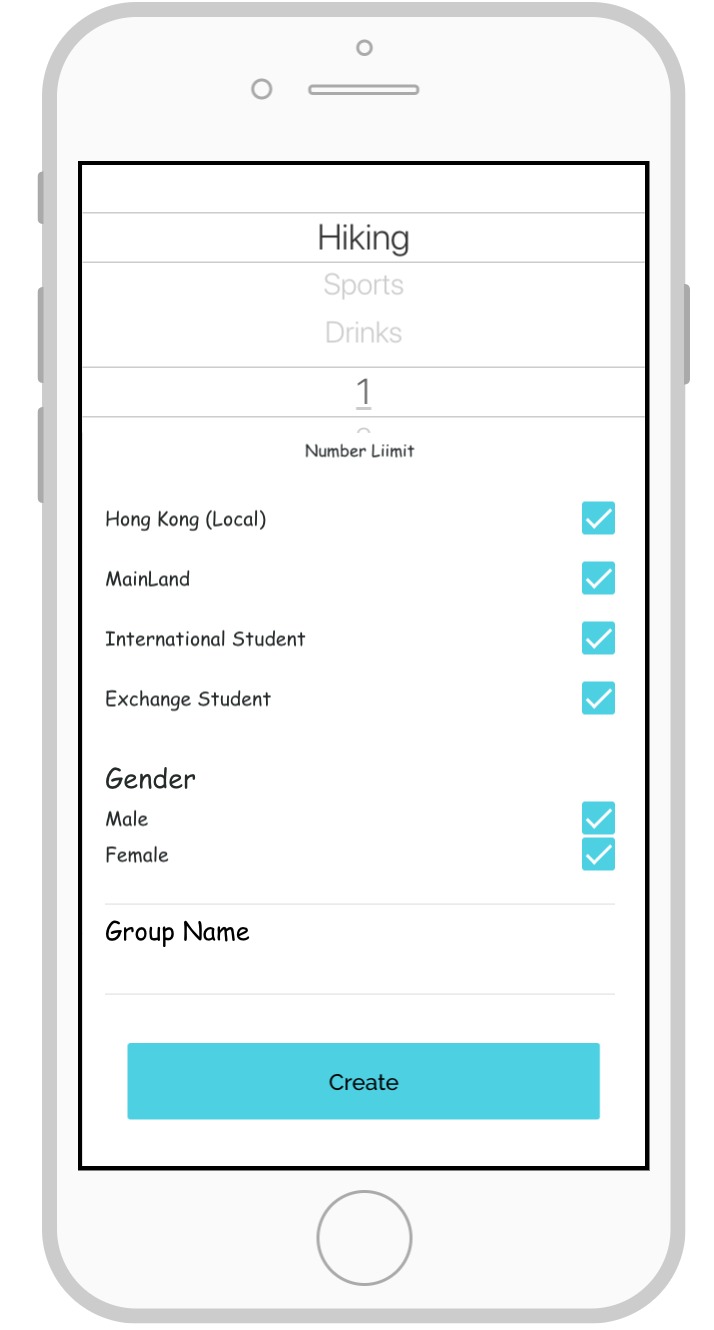 Hiking
Sports
Drinks
1
Number Liimit
Hong Kong (Local)
MainLand
International Student
Exchange Student
Gender
Male
Female
Group Name
Create